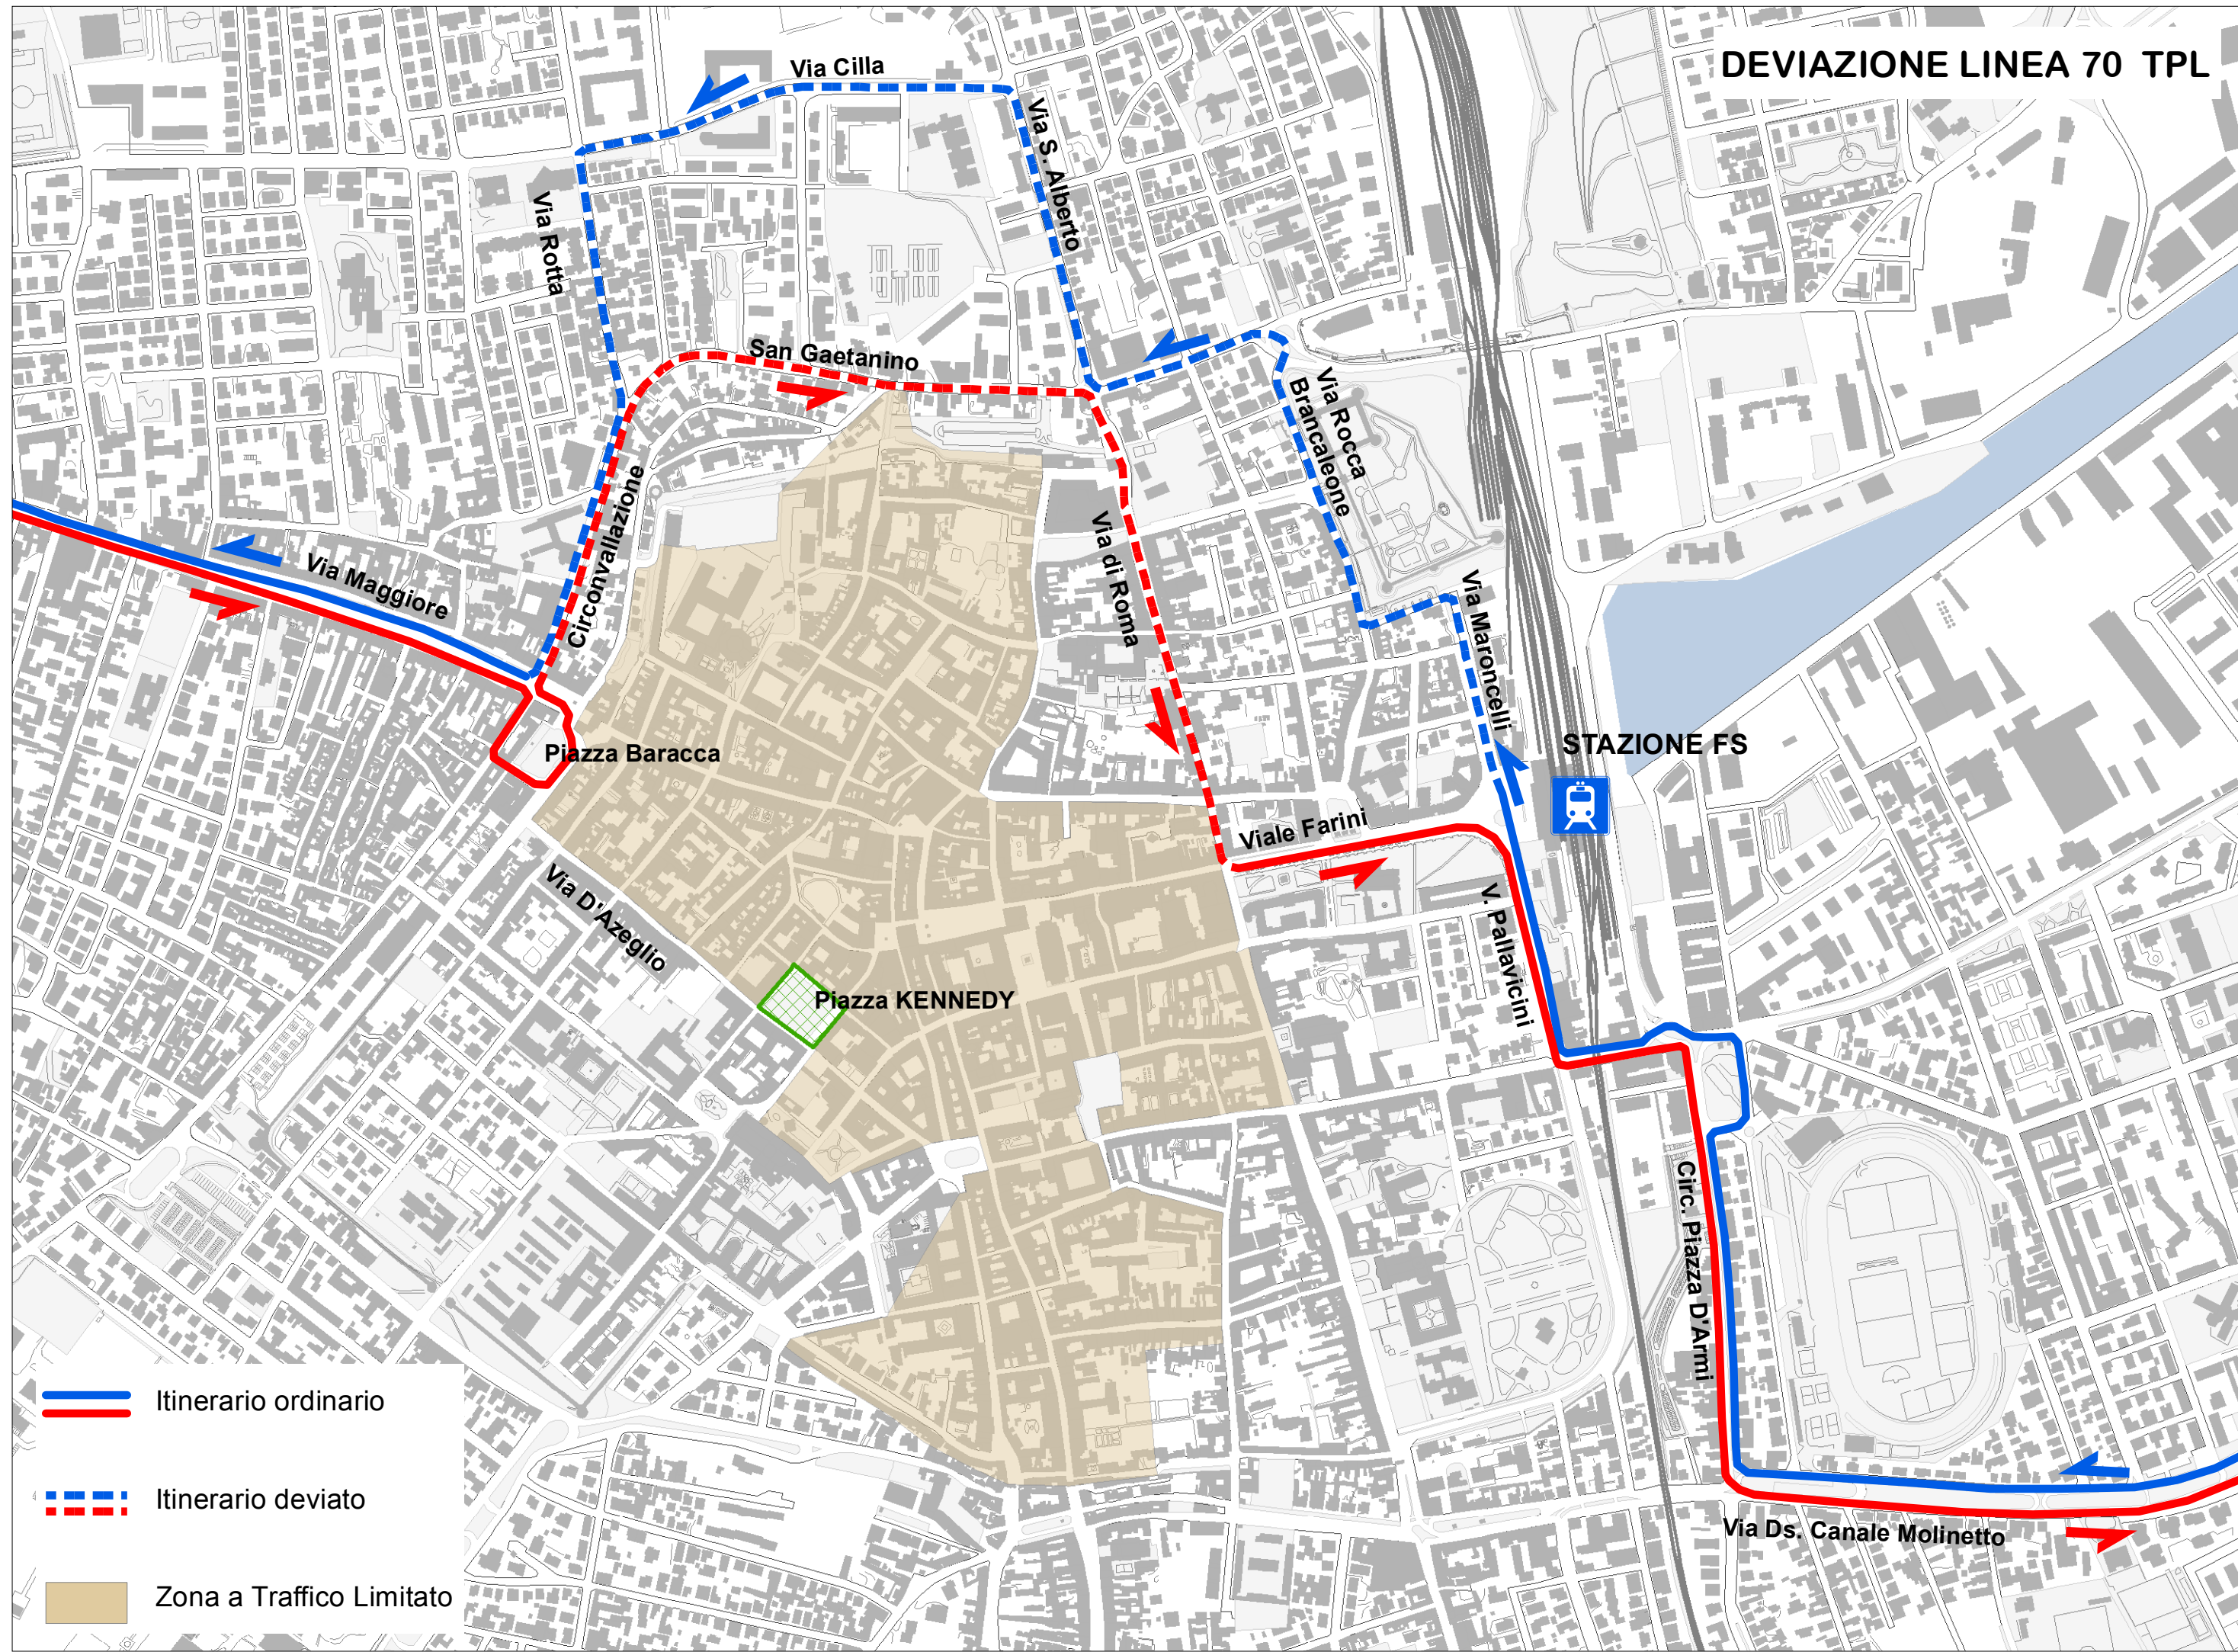 DEVIAZIONE LINEA 70 TPL
Via Cilla
Via S. Alberto
Via Rotta
San Gaetanino
Via Rocca
Brancaleone
Circonvallazione
Via Maggiore
Via di Roma
Via Maroncelli
STAZIONE FS
Piazza Baracca
Viale Farini
Via D'Azeglio
V. Pallavicini
Piazza KENNEDY
Circ. Piazza D'Armi
Via Ds. Canale Molinetto
Itinerario ordinario
Itinerario deviato
Zona a Traffico Limitato